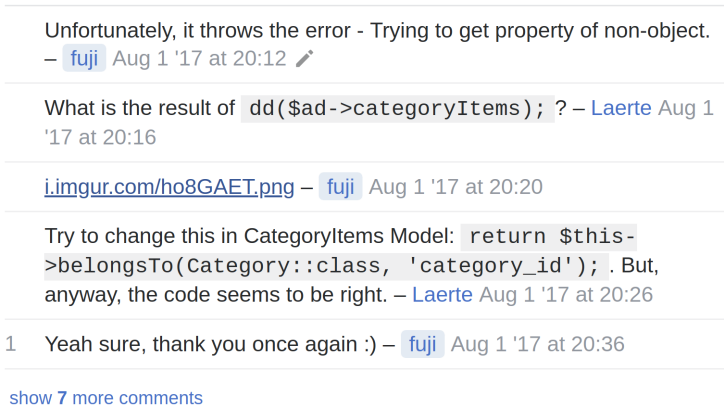 Unfortunately, it throws the error - Trying to get property of non-object.
– fuji Aug 1 '17 at 20:12
What is the result of dd($ad->categoryItems); ? – Laerte Aug 1
'17 at 20:16
i.imgur.com/ho8GAET.png – fuji Aug 1 '17 at 20:20
Try to change this in CategoryItems Model: return $this-
>belongsTo(Category::class, 'category_id'); . But,
anyway, the code seems to be right. – Laerte Aug 1 '17 at 20:26
1 Yeah sure, thank you once again :) – fuji Aug 1 '17 at 20:36
show 7 more comments